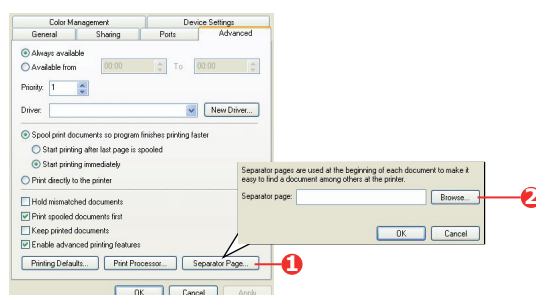 Color Management Device Settings
General Sharing Ports Advanced
Always available
Available from 00:00 To 00:00
Priority: 1
Driver: New Driver...
Spool print documents so program finishes printing faster
Start printing after last page is spooled
Start printing immediately
Print directly to the printer
Hold mismatched documents
Print spooled documents first
Keep printed documents
Enable advanced printing features
Printing Defaults... Print Processor... Separator Page... 1
OK Cancel Apply
Separator pages are used at the beginning of each document to make it
easy to find a document among others at the printer.
Separator page: Browse... 2
OK Cancel